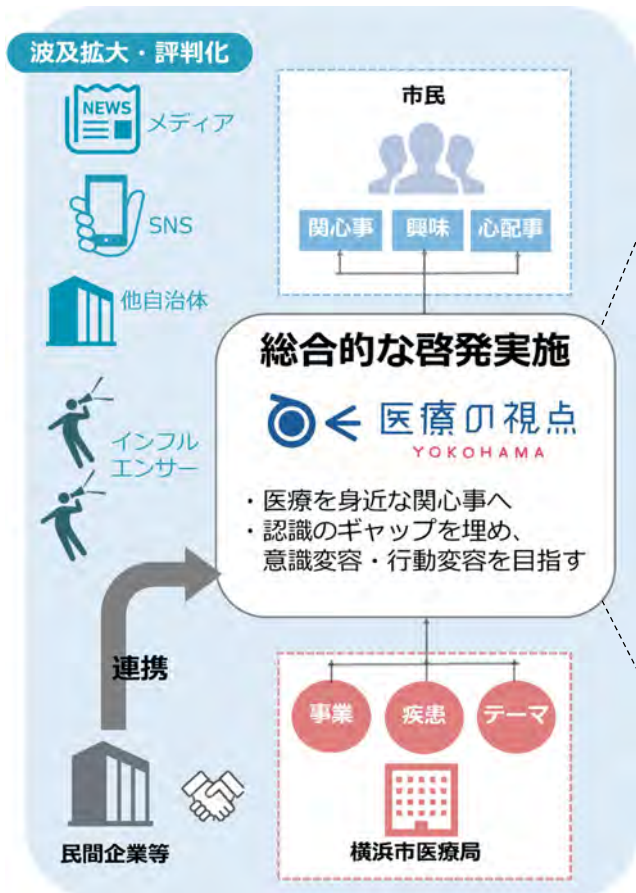 波及拡大・評判化
NEWS
メディア
SNS
他自治体
インフル
エンサー
市民
関心事
興味
心配事
総合的な啓発実施
医療の視点
YOKOHAMA
・医療を身近な関心事へ
・認識のギャップを埋め、
意識変容・行動変容を目指す
連携
民間企業等
事業
疾患
テーマ
横浜市医療局